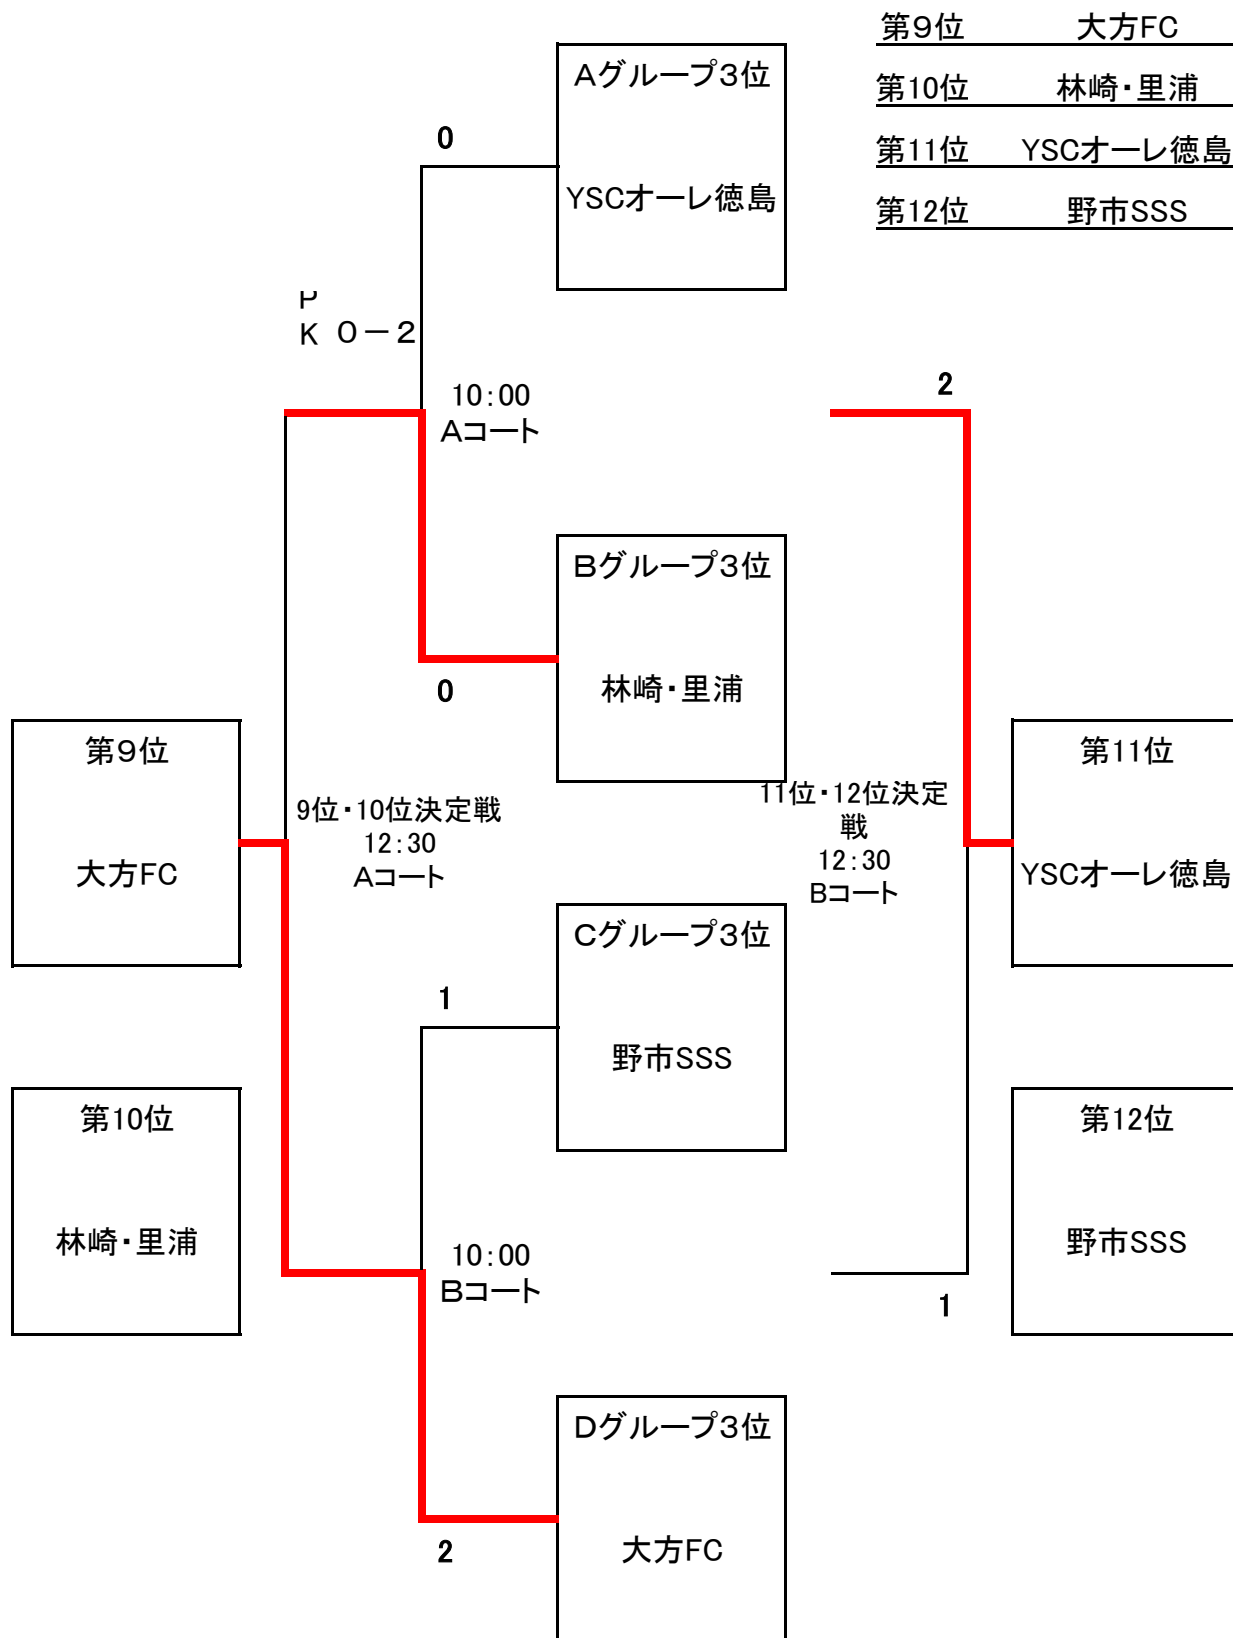 第9位 大方FC
第10位 林崎・里浦
第11位 YSCオーレ徳島
第12位 野市SSS
Aグループ3位
YSCオーレ徳島
0
P
K 0－2
10:00
Aコート
2
Bグループ3位
林崎・里浦
0
第9位
大方FC
9位・10位決定戦
12:30
Aコート
11位・12位決定
戦
12:30
Bコート
第11位
YSCオーレ徳島
Cグループ3位
野市SSS
1
第10位
林崎・里浦
10:00
Bコート
第12位
野市SSS
1
Dグループ3位
大方FC
2